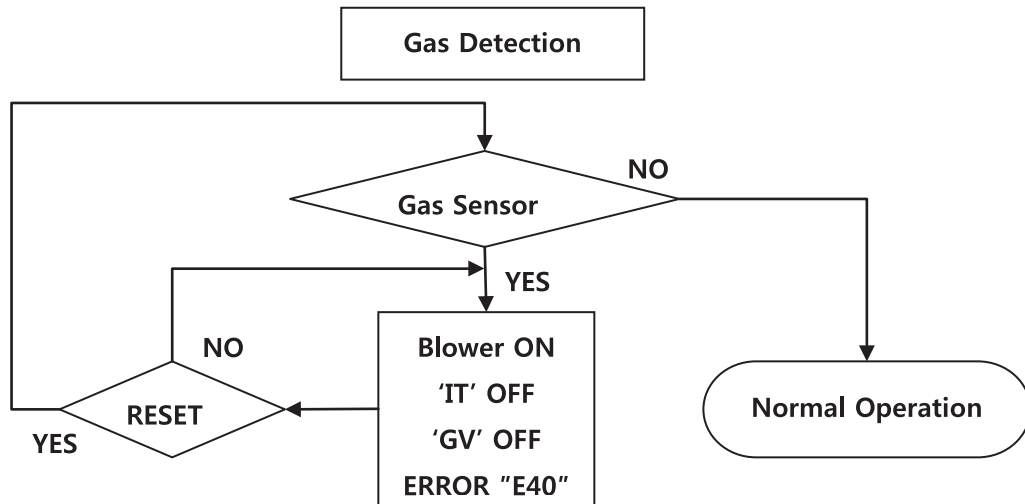 Gas Detection
NO
Gas Sensor
YES
Blower ON
‘IT’ OFF
‘GV’ OFF
ERROR ”E40”
NO
RESET
YES
Normal Operation